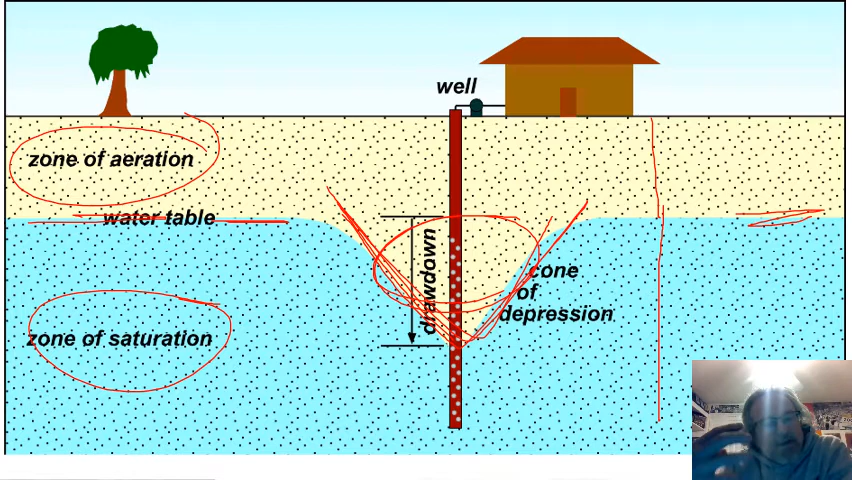 well
zone of aeration
water table
drawdown
cone
of
depression
zone of saturation